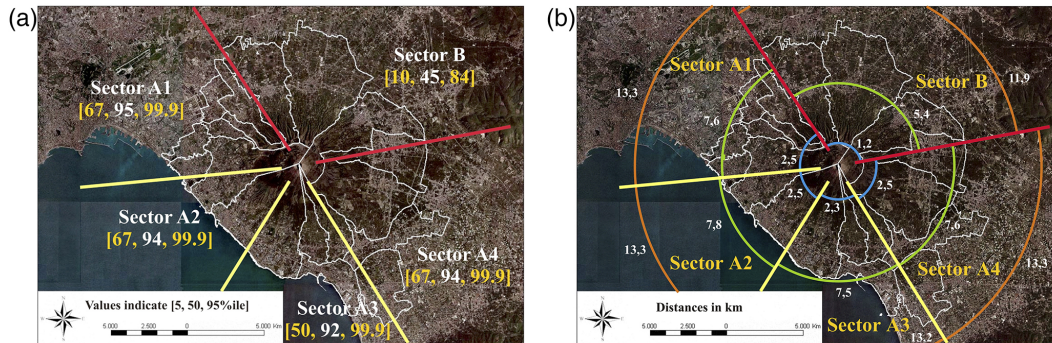 (a)
Sector B
[10, 45, 84]
Sector A1
[67, 95, 99.9]
Sector A2
[67, 94, 99.9]
Sector A4
[67, 94, 99.9]
Sector A3
[50, 92, 99.9]
Values indicate [5, 50, 95%ile]
5.000 2.500 0 5.000 Km
(b)
Sector A1
Sector B
11,9
13,3
7,6
5,4
1,2
2,5
2,5
2,5
2,3
7,8
7,6
Sector A2
Sector A4
13,3
13,3
7,5
Sector A3
13,2
Distances in km
5.000 2.500 0 5.000 Km